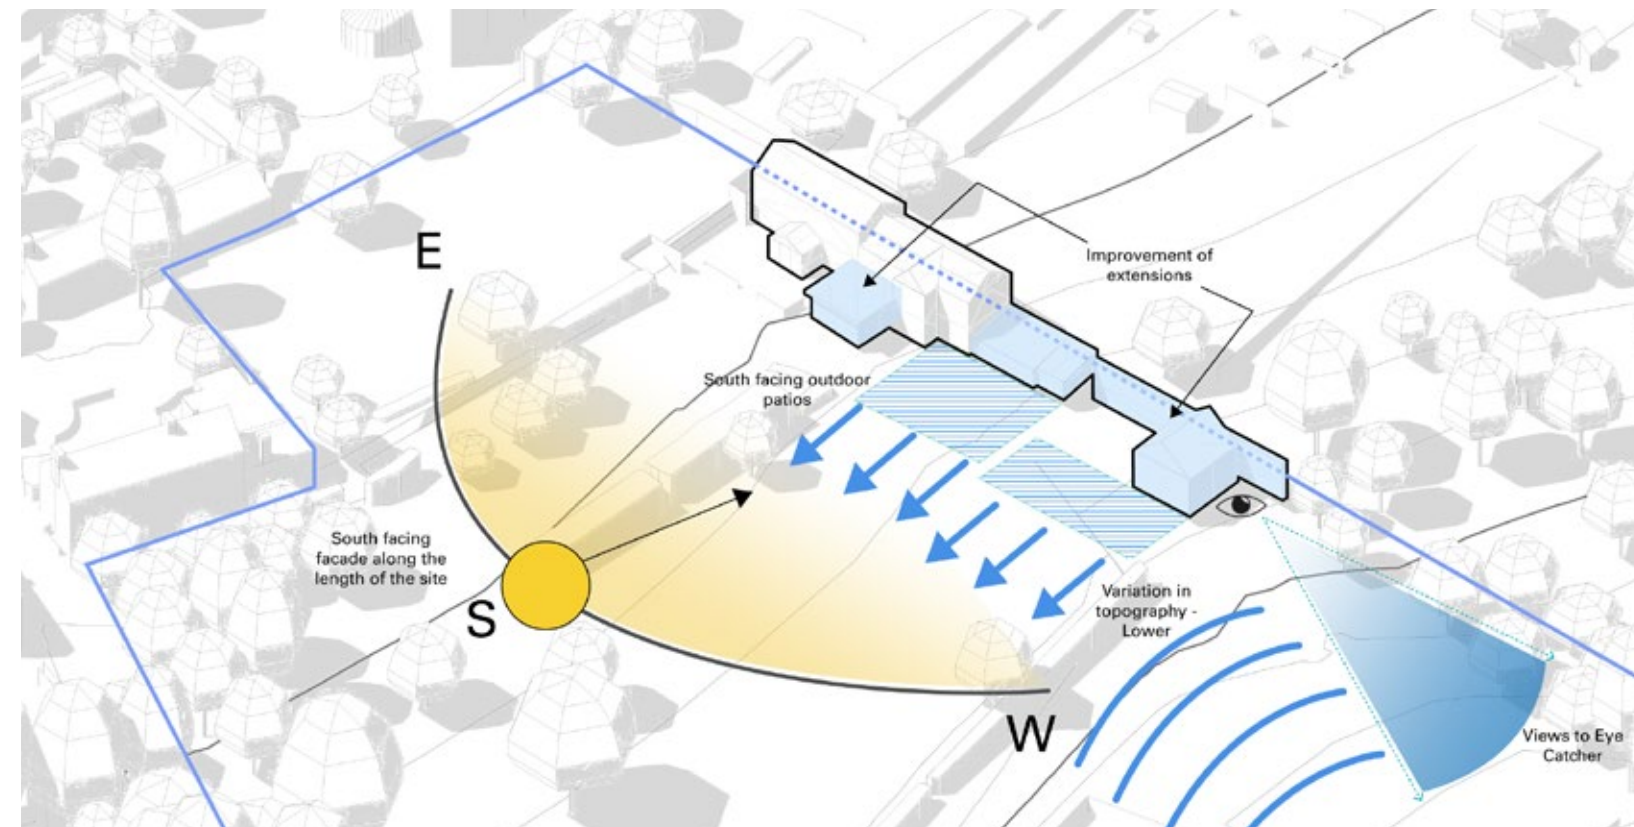 E
Improvement of
extensions
South facing outdoor
patios
South facing
facade along the
length of the site
S
Variation in
topography -
Lower
W
Views to Eye
Catcher